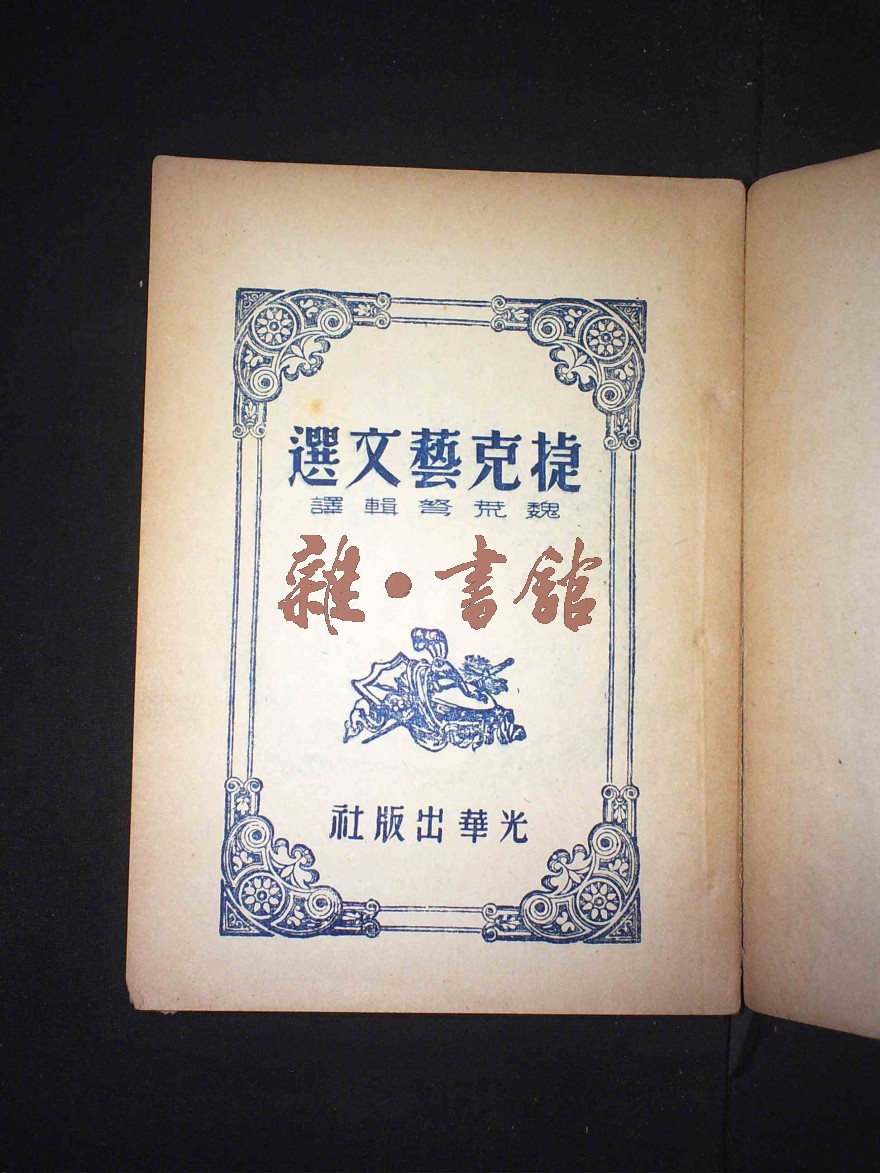 捷克藝文選
魏荒弩輯譯
雜·書館
光華出版社